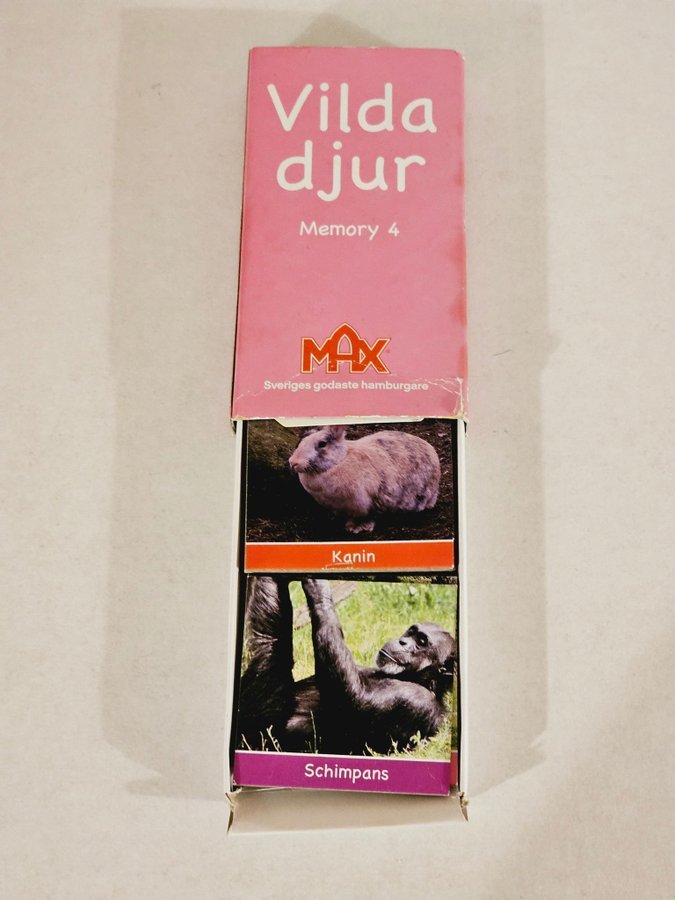 Vilda
djur
Memory 4
MAX
Sveriges godaste hamburgare
Kanin
Schimpans